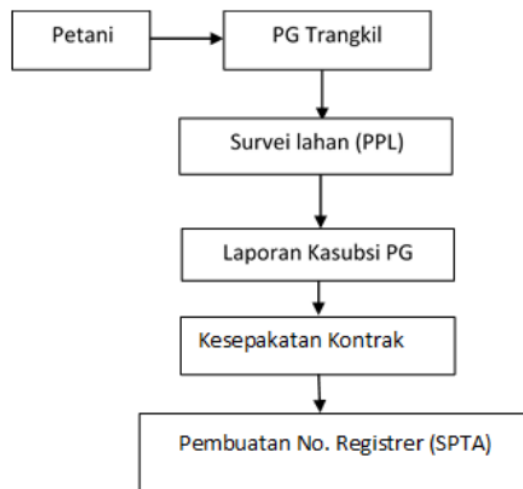 Petani
PG Trangkil
Survei lahan (PPL)
Laporan Kasubsi PG
Kesepakatan Kontrak
Pembuatan No. Registrer (SPTA)